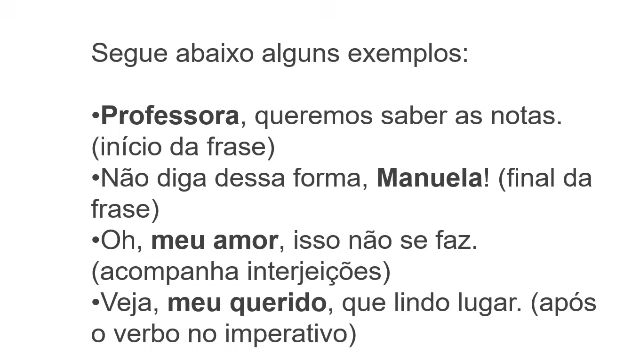 Segue abaixo alguns exemplos:
•Professora, queremos saber as notas.
(início da frase)
•Não diga dessa forma, Manuela! (final da
frase)
•Oh, meu amor, isso não se faz.
(acompanha interjeições)
•Veja, meu querido, que lindo lugar. (após
o verbo no imperativo)